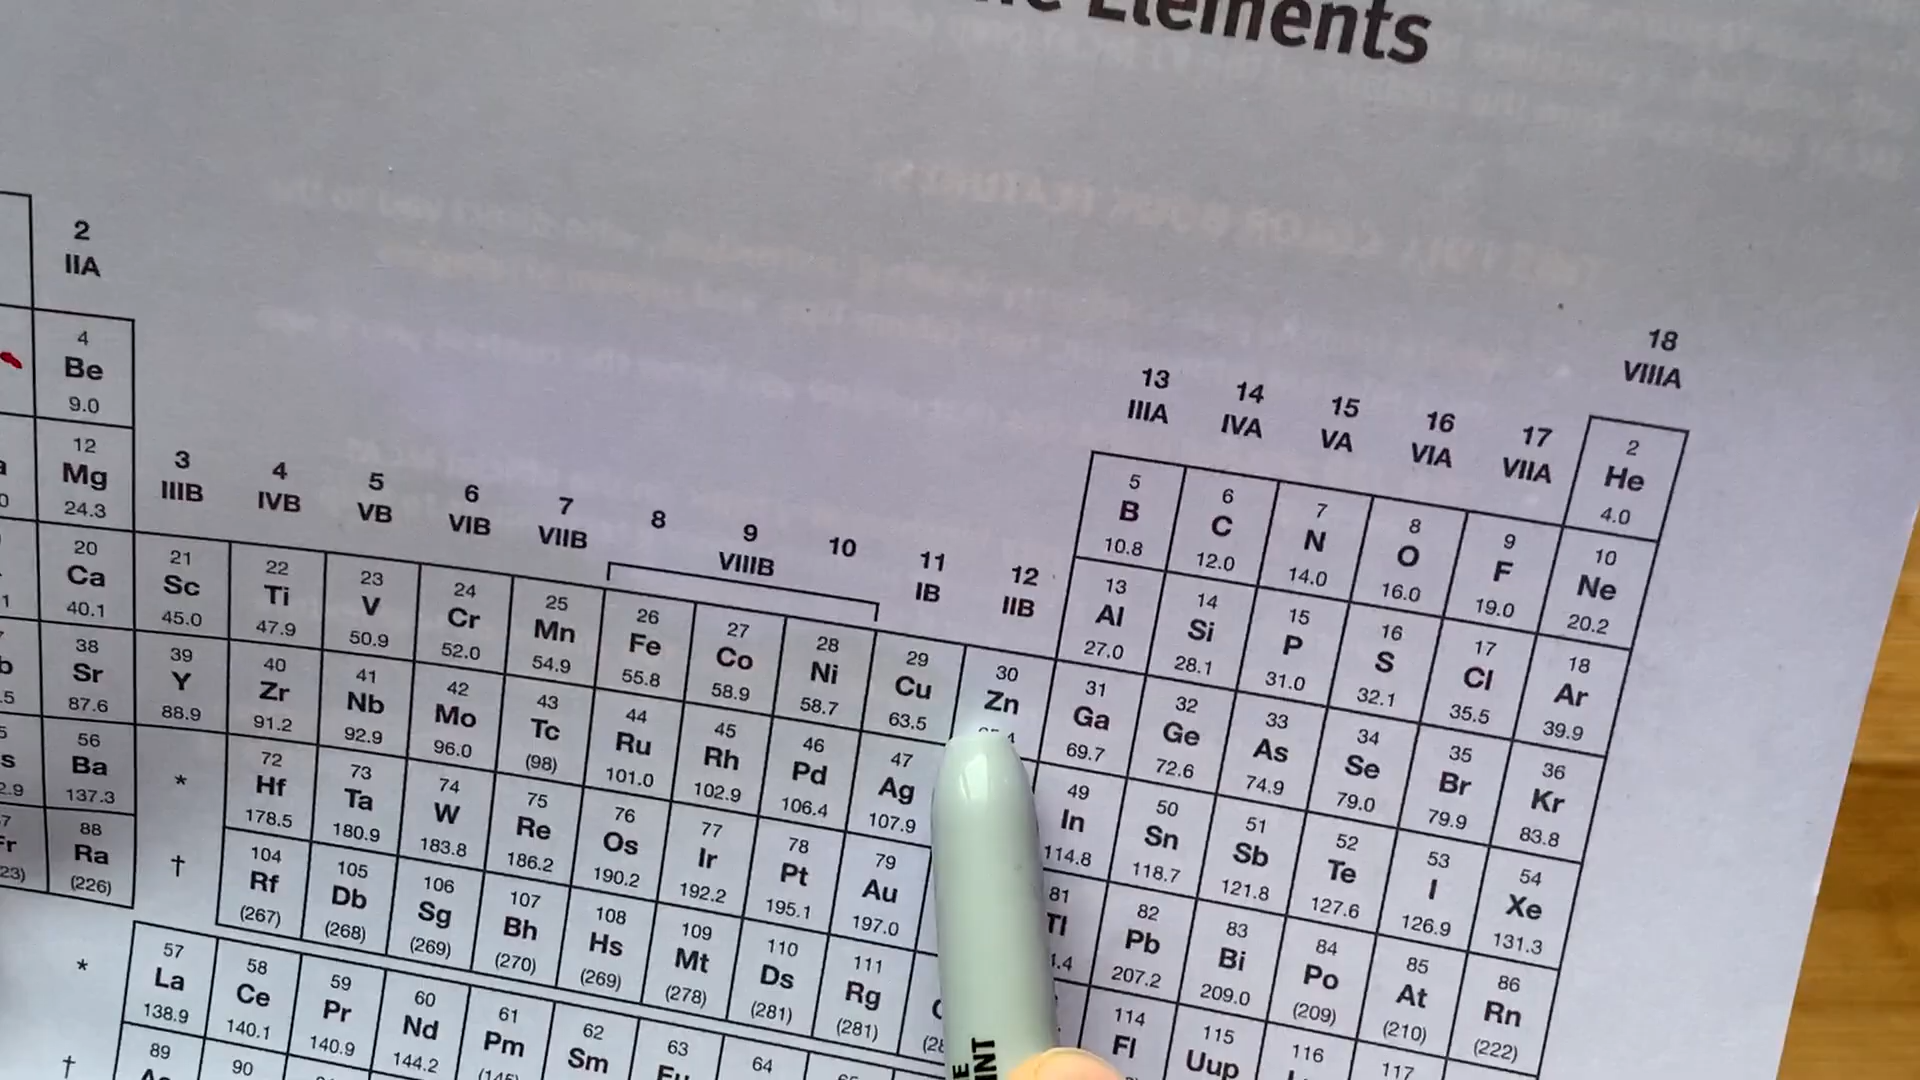 Elements
2
IIA
18
VIIIA
13 14 15 16 17
IIIA IVA VA VIA VIIA
3 4 5 6 7 8 9 10 11 12
IIIB IVB VB VIB VIIB VIIIB IB IIB
2
He
4.0
4 5 6 7 8 9 10
Be B C N O F Ne
9.0 10.8 12.0 14.0 16.0 19.0 20.2
12 13 14 15 16 17 18
Mg Al Si P S Cl Ar
24.3 27.0 28.1 31.0 32.1 35.5 39.9
20 21 22 23 24 25 26 27 28 29 30 31 32 33 34 35 36
Ca Sc Ti V Cr Mn Fe Co Ni Cu Zn Ga Ge As Se Br Kr
40.1 45.0 47.9 50.9 52.0 54.9 55.8 58.9 58.7 63.5 69.7 72.6 74.9 79.0 79.9 83.8
38 39 40 41 42 43 44 45 46 47 49 50 51 52 53 54
Sr Y Zr Nb Mo Tc Ru Rh Pd Ag In Sn Sb Te I Xe
87.6 88.9 91.2 92.9 96.0 (98) 101.0 102.9 106.4 107.9 114.8 118.7 121.8 127.6 126.9 131.3
56 * 72 73 74 75 76 77 78 79 81 82 83 84 85 86
Ba Hf Ta W Re Os Ir Pt Au Tl Pb Bi Po At Rn
137.3 178.5 180.9 183.8 186.2 190.2 192.2 195.1 197.0 207.2 209.0 (209) (210) (222)
88 † 104 105 106 107 108 109 110 111 114 115 116 117
Ra Rf Db Sg Bh Hs Mt Ds Rg Fl Uup
(226) (267) (268) (269) (270) (269) (278) (281) (281)
* 57 58 59 60 61 62 63 64
La Ce Pr Nd Pm Sm Eu
138.9 140.1 140.9 144.2 (145)
† 89 90